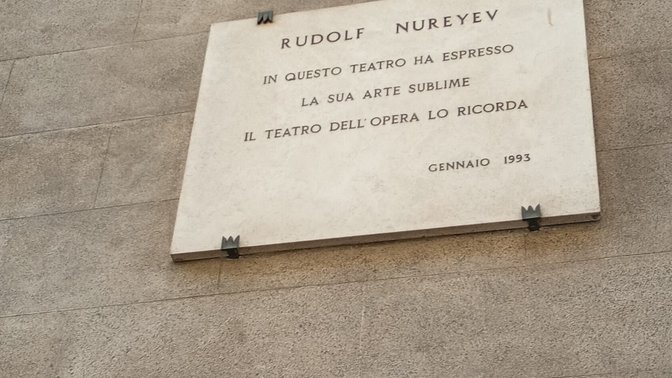 RUDOLF NUREYEV
IN QUESTO TEATRO HA ESPRESSO
LA SUA ARTE SUBLIME
IL TEATRO DELL'OPERA LO RICORDA
GENNAIO 1993